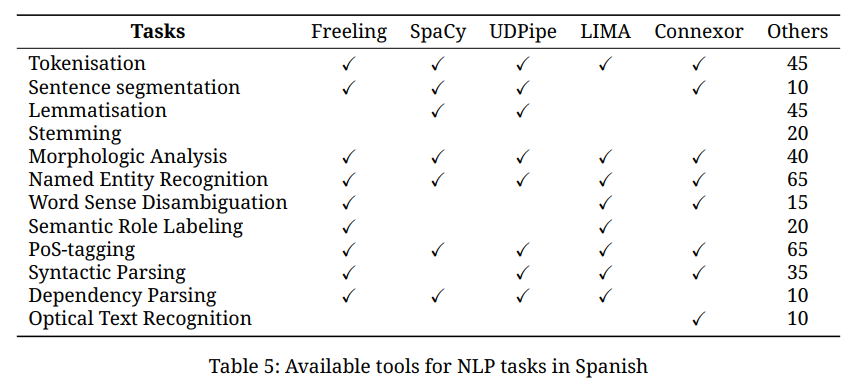 Tasks Freeling SpaCy UDPipe LIMA Connexor Others
Tokenisation ✓ ✓ ✓ ✓ ✓ 45
Sentence segmentation ✓ ✓ ✓ ✓ 10
Lemmatisation ✓ ✓ 45
Stemming 20
Morphologic Analysis ✓ ✓ ✓ ✓ ✓ 40
Named Entity Recognition ✓ ✓ ✓ ✓ ✓ 65
Word Sense Disambiguation ✓ ✓ ✓ 15
Semantic Role Labeling ✓ ✓ 20
PoS-tagging ✓ ✓ ✓ ✓ ✓ 65
Syntactic Parsing ✓ ✓ ✓ ✓ 35
Dependency Parsing ✓ ✓ ✓ ✓ 10
Optical Text Recognition ✓ 10
Table 5: Available tools for NLP tasks in Spanish